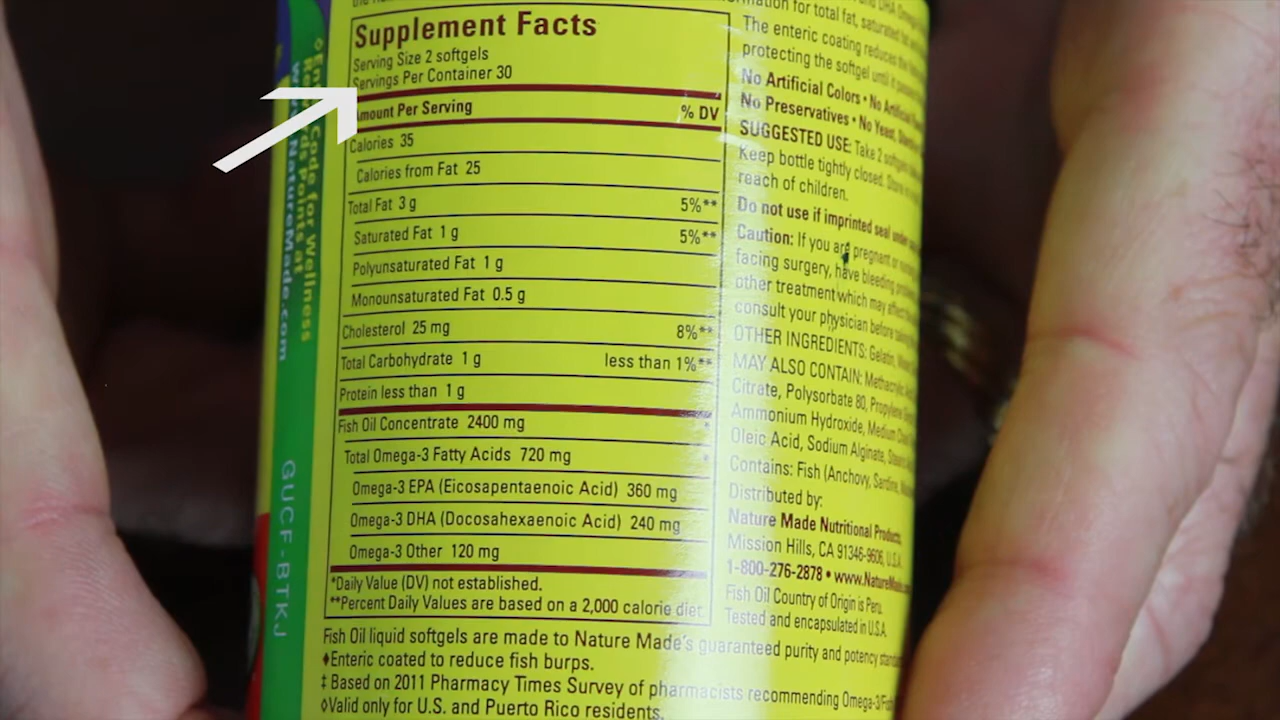 Supplement Facts
Serving Size 2 softgels
Servings Per Container 30
Amount Per Serving % DV
Calories 35
Calories from Fat 25
Total Fat 3 g 5%**
Saturated Fat 1 g 5%**
Polyunsaturated Fat 1 g
Monounsaturated Fat 0.5 g
Cholesterol 25 mg 8%**
Total Carbohydrate 1 g less than 1%**
Protein less than 1 g
Fish Oil Concentrate 2400 mg *
Total Omega-3 Fatty Acids 720 mg *
Omega-3 EPA (Eicosapentaenoic Acid) 360 mg
Omega-3 DHA (Docosahexaenoic Acid) 240 mg
Omega-3 Other 120 mg
*Daily Value (DV) not established.
**Percent Daily Values are based on a 2,000 calorie diet.
Fish Oil liquid softgels are made to Nature Made's guaranteed purity and potency
♦Enteric coated to reduce fish burps.
‡ Based on 2011 Pharmacy Times Survey of pharmacists recommending Omega-3/Fish
◊Valid only for U.S. and Puerto Rico residents.
for total fat,
The enteric coating reduces
protecting the softgel until it
No Artificial Colors • No Artificial
No Preservatives • No Yeast,
SUGGESTED USE: Take 2 softgels
Keep bottle tightly closed.
reach of children.
Do not use if imprinted seal under
Caution: If you are pregnant or
facing surgery, have bleeding
other treatment which may affect
consult your physician before
OTHER INGREDIENTS: Gelatin,
MAY ALSO CONTAIN:
Citrate, Polysorbate 80,
Ammonium Hydroxide, Medium
Oleic Acid, Sodium Alginate,
Contains: Fish (Anchovy, Sardine,
Distributed by:
Nature Made Nutritional Products,
Mission Hills, CA 91346-9606, U.S.A.
1-800-276-2878 • www.NatureMade
Fish Oil Country of Origin is Peru.
Tested and encapsulated in U.S.A.
Code for Wellness
points at
NatureMade.com
GUCF-BTKJ